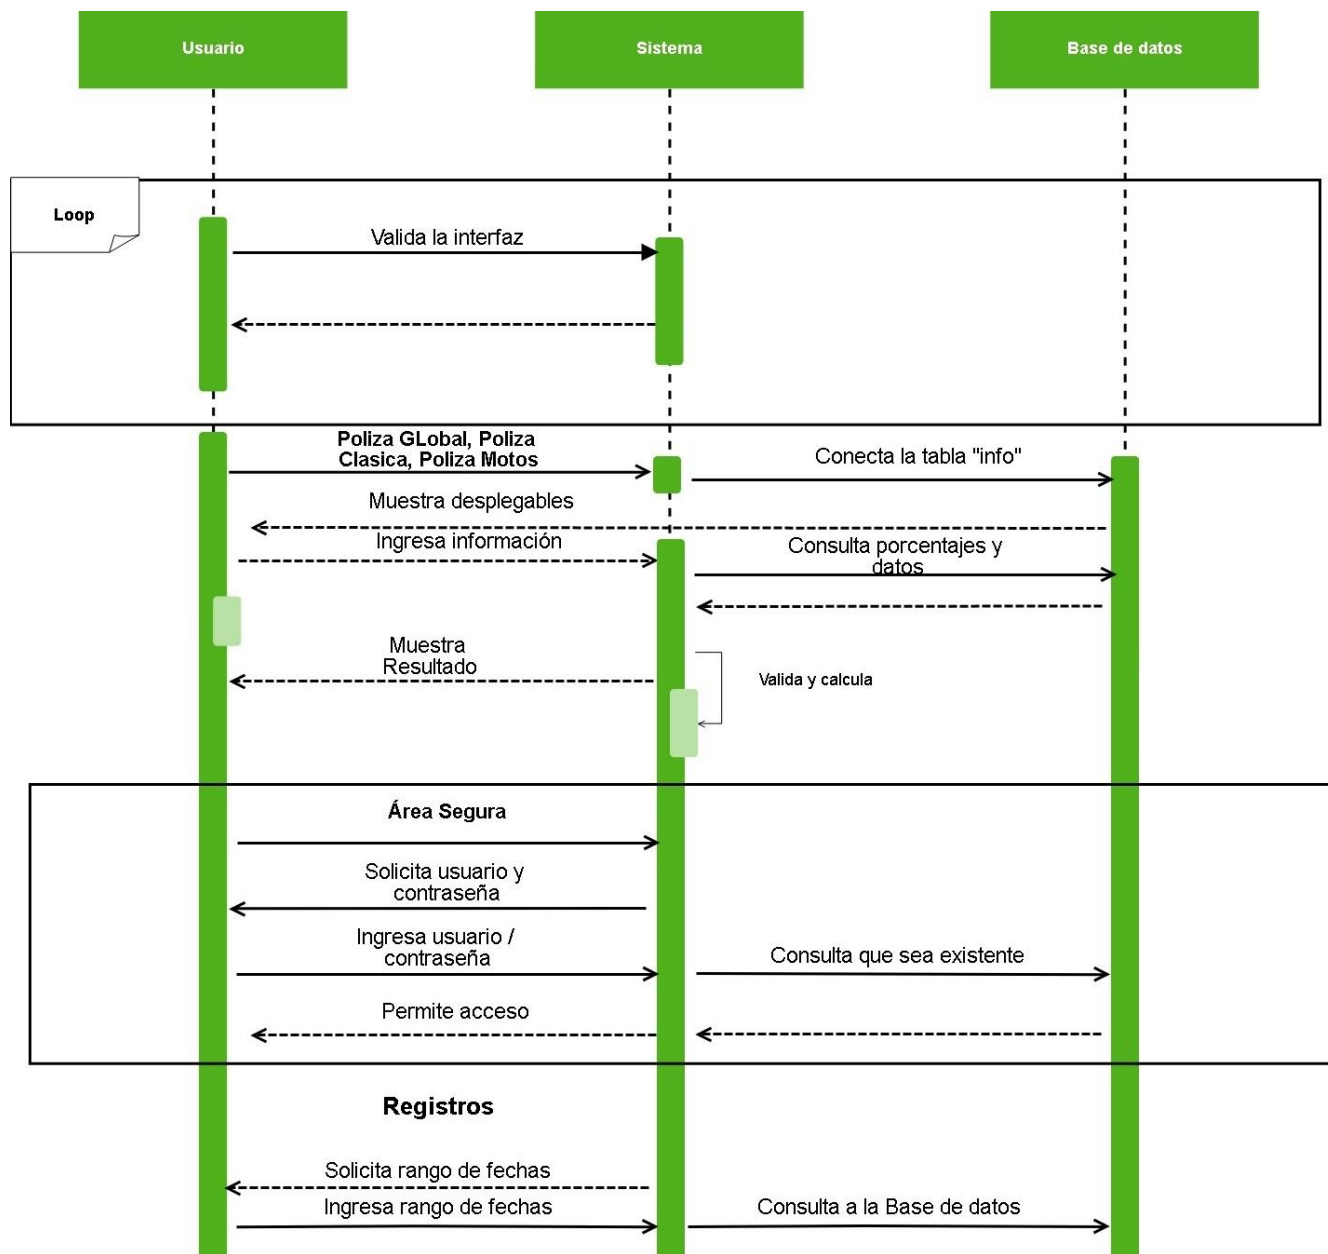 Usuario
Sistema
Base de datos
Loop
Valida la interfaz
Poliza GLobal, Poliza
Clasica, Poliza Motos
Conecta la tabla "info"
Muestra desplegables
Ingresa información
Consulta porcentajes y
datos
Muestra
Resultado
Valida y calcula
Área Segura
Solicita usuario y
contraseña
Ingresa usuario /
contraseña
Consulta que sea existente
Permite acceso
Registros
Solicita rango de fechas
Ingresa rango de fechas
Consulta a la Base de datos